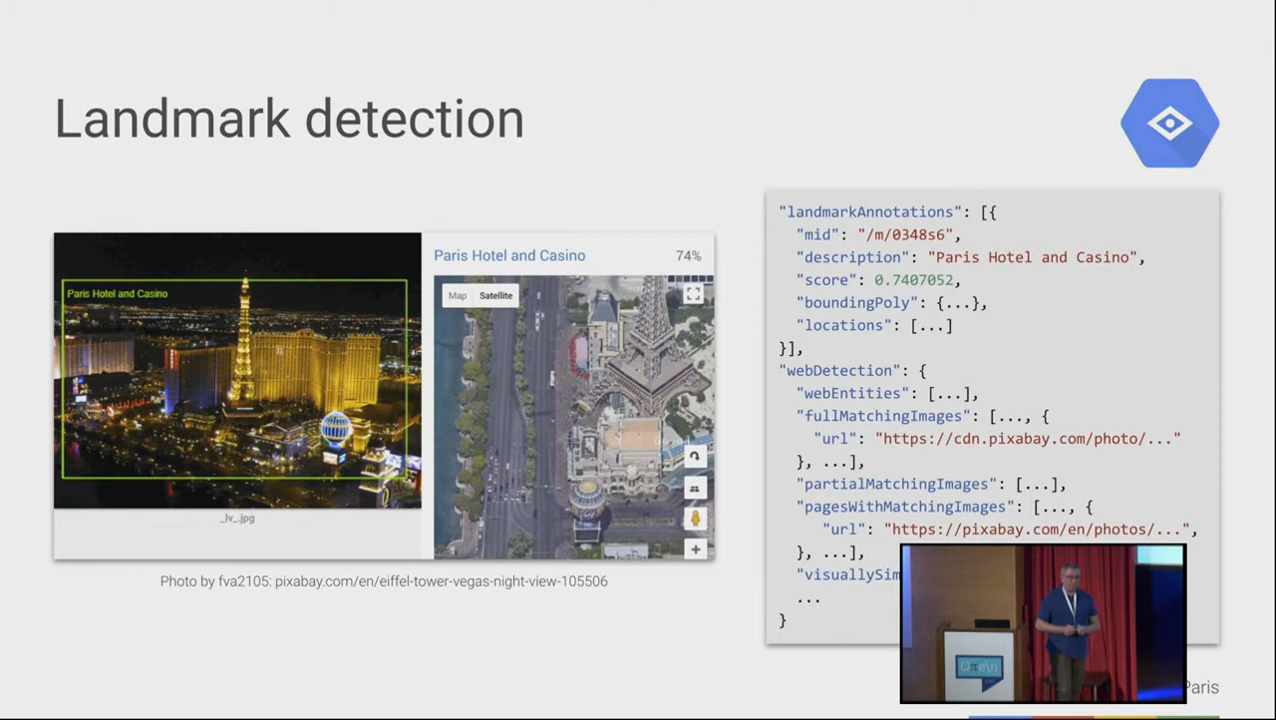 Landmark detection
Paris Hotel and Casino
_lv_.jpg
Paris Hotel and Casino 74%
Map Satellite
Photo by fva2105: pixabay.com/en/eiffel-tower-vegas-night-view-105506
"landmarkAnnotations": [{
"mid": "/m/0348s6",
"description": "Paris Hotel and Casino",
"score": 0.7407052,
"boundingPoly": {...},
"locations": [...]
}],
"webDetection": {
"webEntities": [...],
"fullMatchingImages": [..., {
"url": "https://cdn.pixabay.com/photo/..."
}, ...],
"partialMatchingImages": [...],
"pagesWithMatchingImages": [..., {
"url": "https://pixabay.com/en/photos/...",
}, ...],
"visuallySim
...
}
Paris